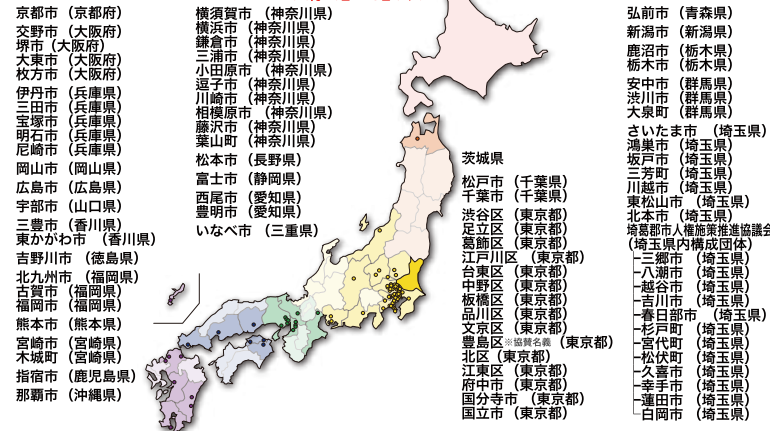 京都市（京都府）
交野市（大阪府）
堺市（大阪府）
大東市（大阪府）
枚方市（大阪府）
伊丹市（兵庫県）
三田市（兵庫県）
宝塚市（兵庫県）
明石市（兵庫県）
尼崎市（兵庫県）
岡山市（岡山県）
広島市（広島県）
宇部市（山口県）
三豊市（香川県）
東かがわ市（香川県）
吉野川市（徳島県）
北九州市（福岡県）
古賀市（福岡県）
福岡市（福岡県）
熊本市（熊本県）
宮崎市（宮崎県）
木城町（宮崎県）
指宿市（鹿児島県）
那覇市（沖縄県）
横須賀市（神奈川県）
横浜市（神奈川県）
鎌倉市（神奈川県）
三浦市（神奈川県）
小田原市（神奈川県）
逗子市（神奈川県）
川崎市（神奈川県）
相模原市（神奈川県）
藤沢市（神奈川県）
葉山町（神奈川県）
松本市（長野県）
富士市（静岡県）
西尾市（愛知県）
豊明市（愛知県）
いなべ市（三重県）
茨城県
松戸市（千葉県）
千葉市（千葉県）
渋谷区（東京都）
足立区（東京都）
葛飾区（東京都）
江戸川区（東京都）
台東区（東京都）
中野区（東京都）
板橋区（東京都）
品川区（東京都）
文京区（東京都）
豊島区※協賛名義（東京都）
北区（東京都）
江東区（東京都）
府中市（東京都）
国分寺市（東京都）
国立市（東京都）
弘前市（青森県）
新潟市（新潟県）
鹿沼市（栃木県）
栃木市（栃木県）
安中市（群馬県）
渋川市（群馬県）
大泉町（群馬県）
さいたま市（埼玉県）
鴻巣市（埼玉県）
坂戸市（埼玉県）
三芳町（埼玉県）
川越市（埼玉県）
東松山市（埼玉県）
北本市（埼玉県）
埼葛郡市人権施策推進協議会
（埼玉県内構成団体）
三郷市（埼玉県）
八潮市（埼玉県）
越谷市（埼玉県）
吉川市（埼玉県）
春日部市（埼玉県）
杉戸町（埼玉県）
宮代町（埼玉県）
松伏町（埼玉県）
久喜市（埼玉県）
幸手市（埼玉県）
蓮田市（埼玉県）
白岡市（埼玉県）